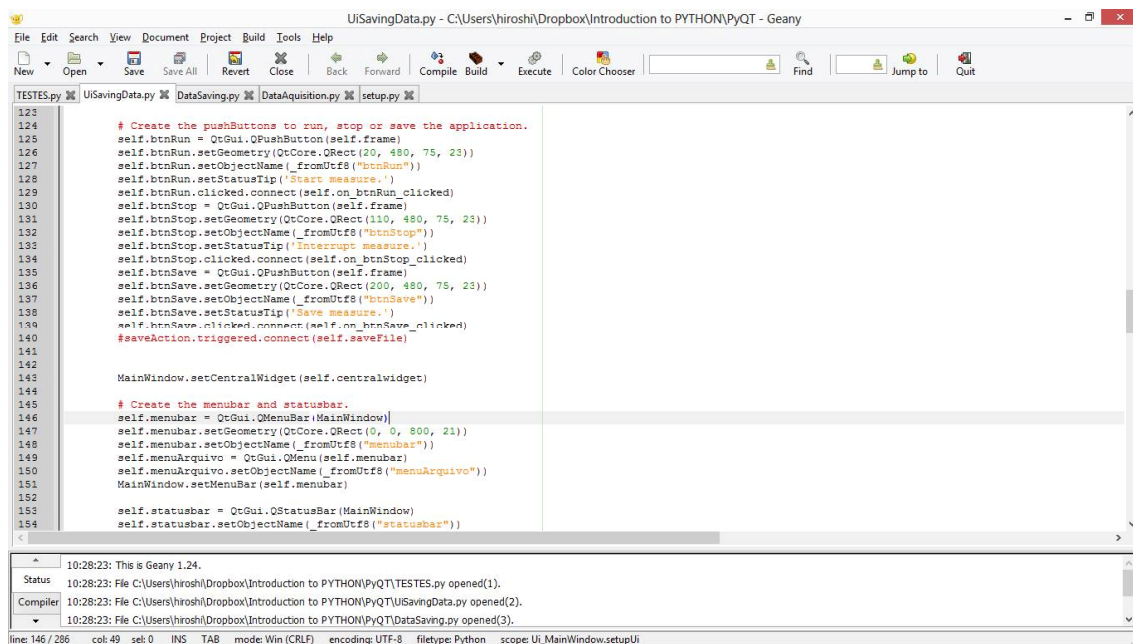 UiSavingData.py - C:\Users\hiroshi\Dropbox\Introduction to PYTHON\PyQT - Geany
File Edit Search View Document Project Build Tools Help
New Open Save Save All Revert Close Back Forward Compile Build Execute Color Chooser Find Jump to Quit
TESTES.py UiSavingData.py DataSaving.py DataAquisition.py setup.py
123
124 # Create the pushButtons to run, stop or save the application.
125 self.btnRun = QtGui.QPushButton(self.frame)
126 self.btnRun.setGeometry(QtCore.QRect(20, 480, 75, 23))
127 self.btnRun.setObjectName(_fromUtf8("btnRun"))
128 self.btnRun.setStatusTip('Start measure.')
129 self.btnRun.clicked.connect(self.on_btnRun_clicked)
130 self.btnStop = QtGui.QPushButton(self.frame)
131 self.btnStop.setGeometry(QtCore.QRect(110, 480, 75, 23))
132 self.btnStop.setObjectName(_fromUtf8("btnStop"))
133 self.btnStop.setStatusTip('Interrupt measure.')
134 self.btnStop.clicked.connect(self.on_btnStop_clicked)
135 self.btnSave = QtGui.QPushButton(self.frame)
136 self.btnSave.setGeometry(QtCore.QRect(200, 480, 75, 23))
137 self.btnSave.setObjectName(_fromUtf8("btnSave"))
138 self.btnSave.setStatusTip('Save measure.')
139 self.btnSave.clicked.connect(self.on_btnSave_clicked)
140 #saveAction.triggered.connect(self.saveFile)
141
142
143 MainWindow.setCentralWidget(self.centralwidget)
144
145 # Create the menubar and statusbar.
146 self.menubar = QtGui.QMenuBar(MainWindow)
147 self.menubar.setGeometry(QtCore.QRect(0, 0, 800, 21))
148 self.menubar.setObjectName(_fromUtf8("menubar"))
149 self.menuArquivo = QtGui.QMenu(self.menubar)
150 self.menuArquivo.setObjectName(_fromUtf8("menuArquivo"))
151 MainWindow.setMenuBar(self.menubar)
152
153 self.statusbar = QtGui.QStatusBar(MainWindow)
154 self.statusbar.setObjectName(_fromUtf8("statusbar"))
10:28:23: This is Geany 1.24.
Status 10:28:23: File C:\Users\hiroshi\Dropbox\Introduction to PYTHON\PyQT\TESTES.py opened(1).
Compiler 10:28:23: File C:\Users\hiroshi\Dropbox\Introduction to PYTHON\PyQT\UiSavingData.py opened(2).
10:28:23: File C:\Users\hiroshi\Dropbox\Introduction to PYTHON\PyQT\DataSaving.py opened(3).
line: 146 / 286 col: 49 sel: 0 INS TAB mode: Win (CRLF) encoding: UTF-8 filetype: Python scope: Ui_MainWindow.setupUi